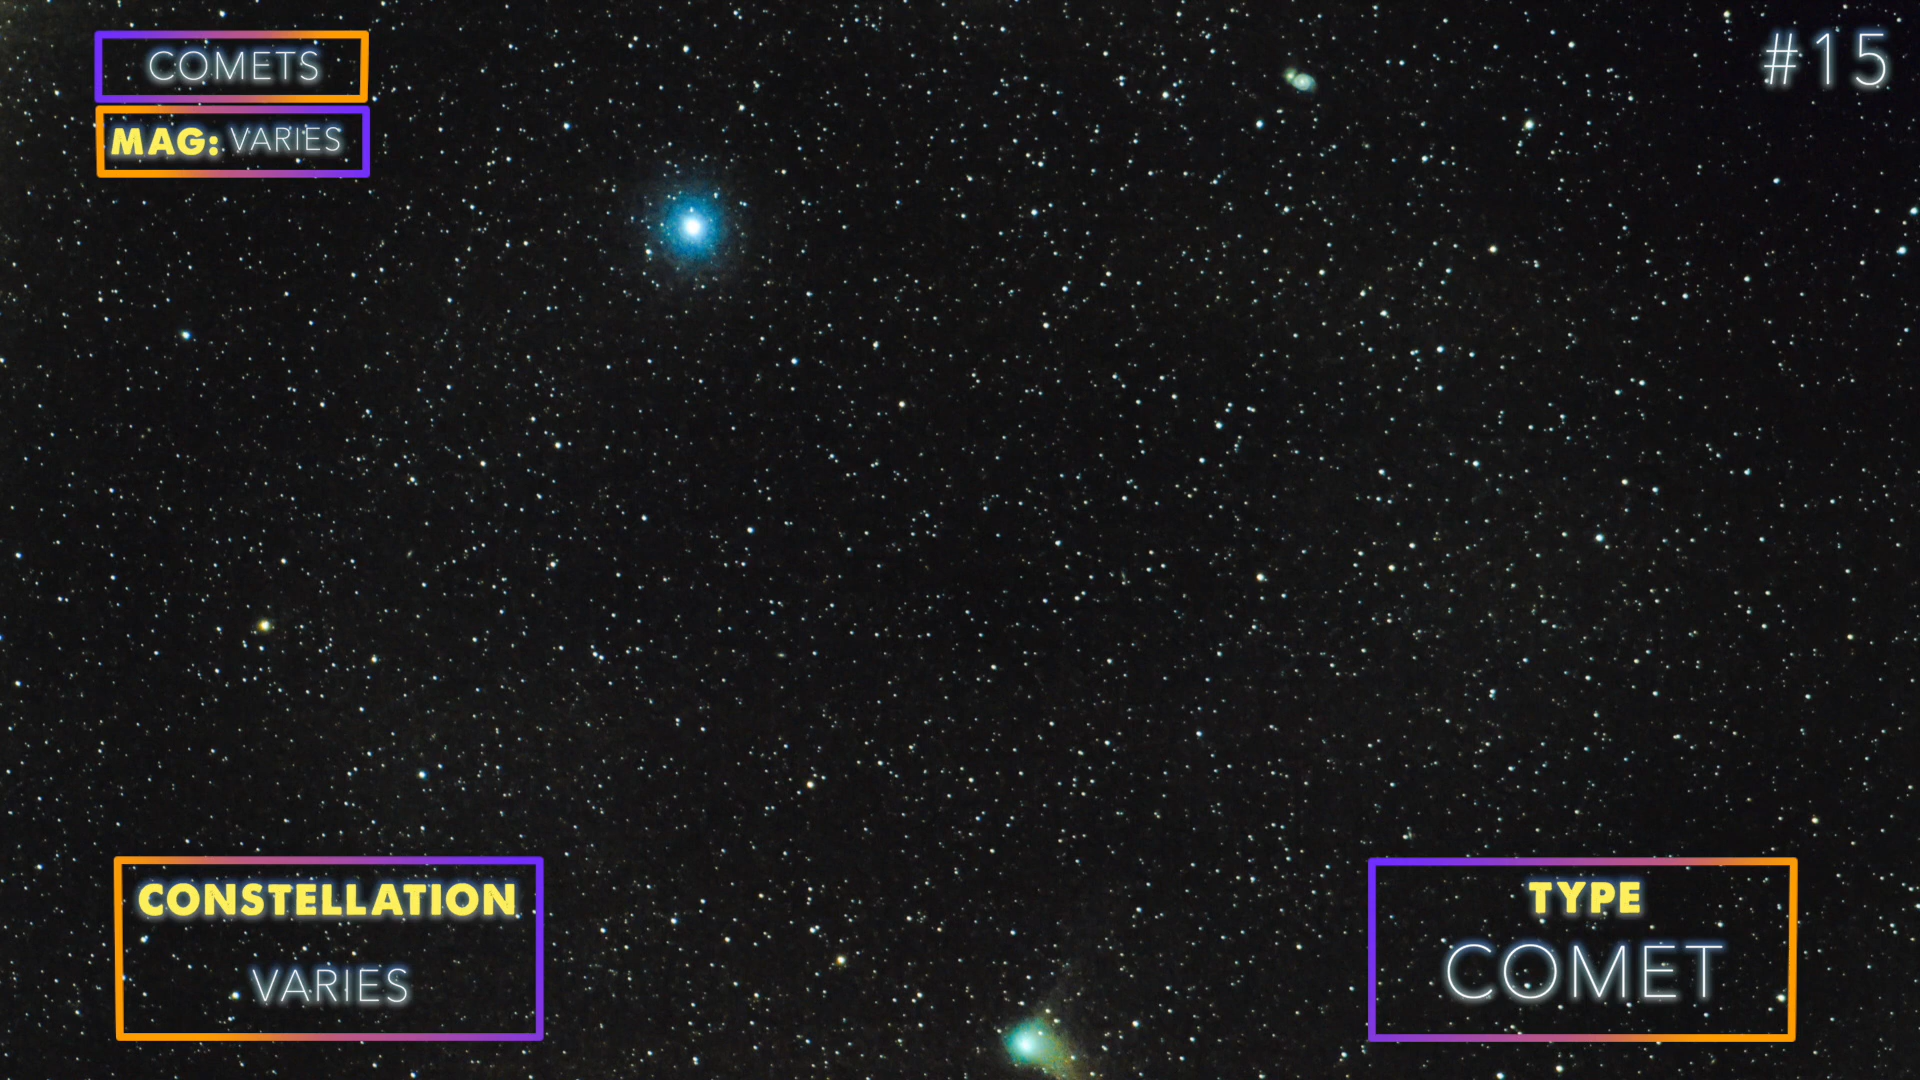 COMETS
#15
MAG: VARIES
CONSTELLATION
VARIES
TYPE
COMET